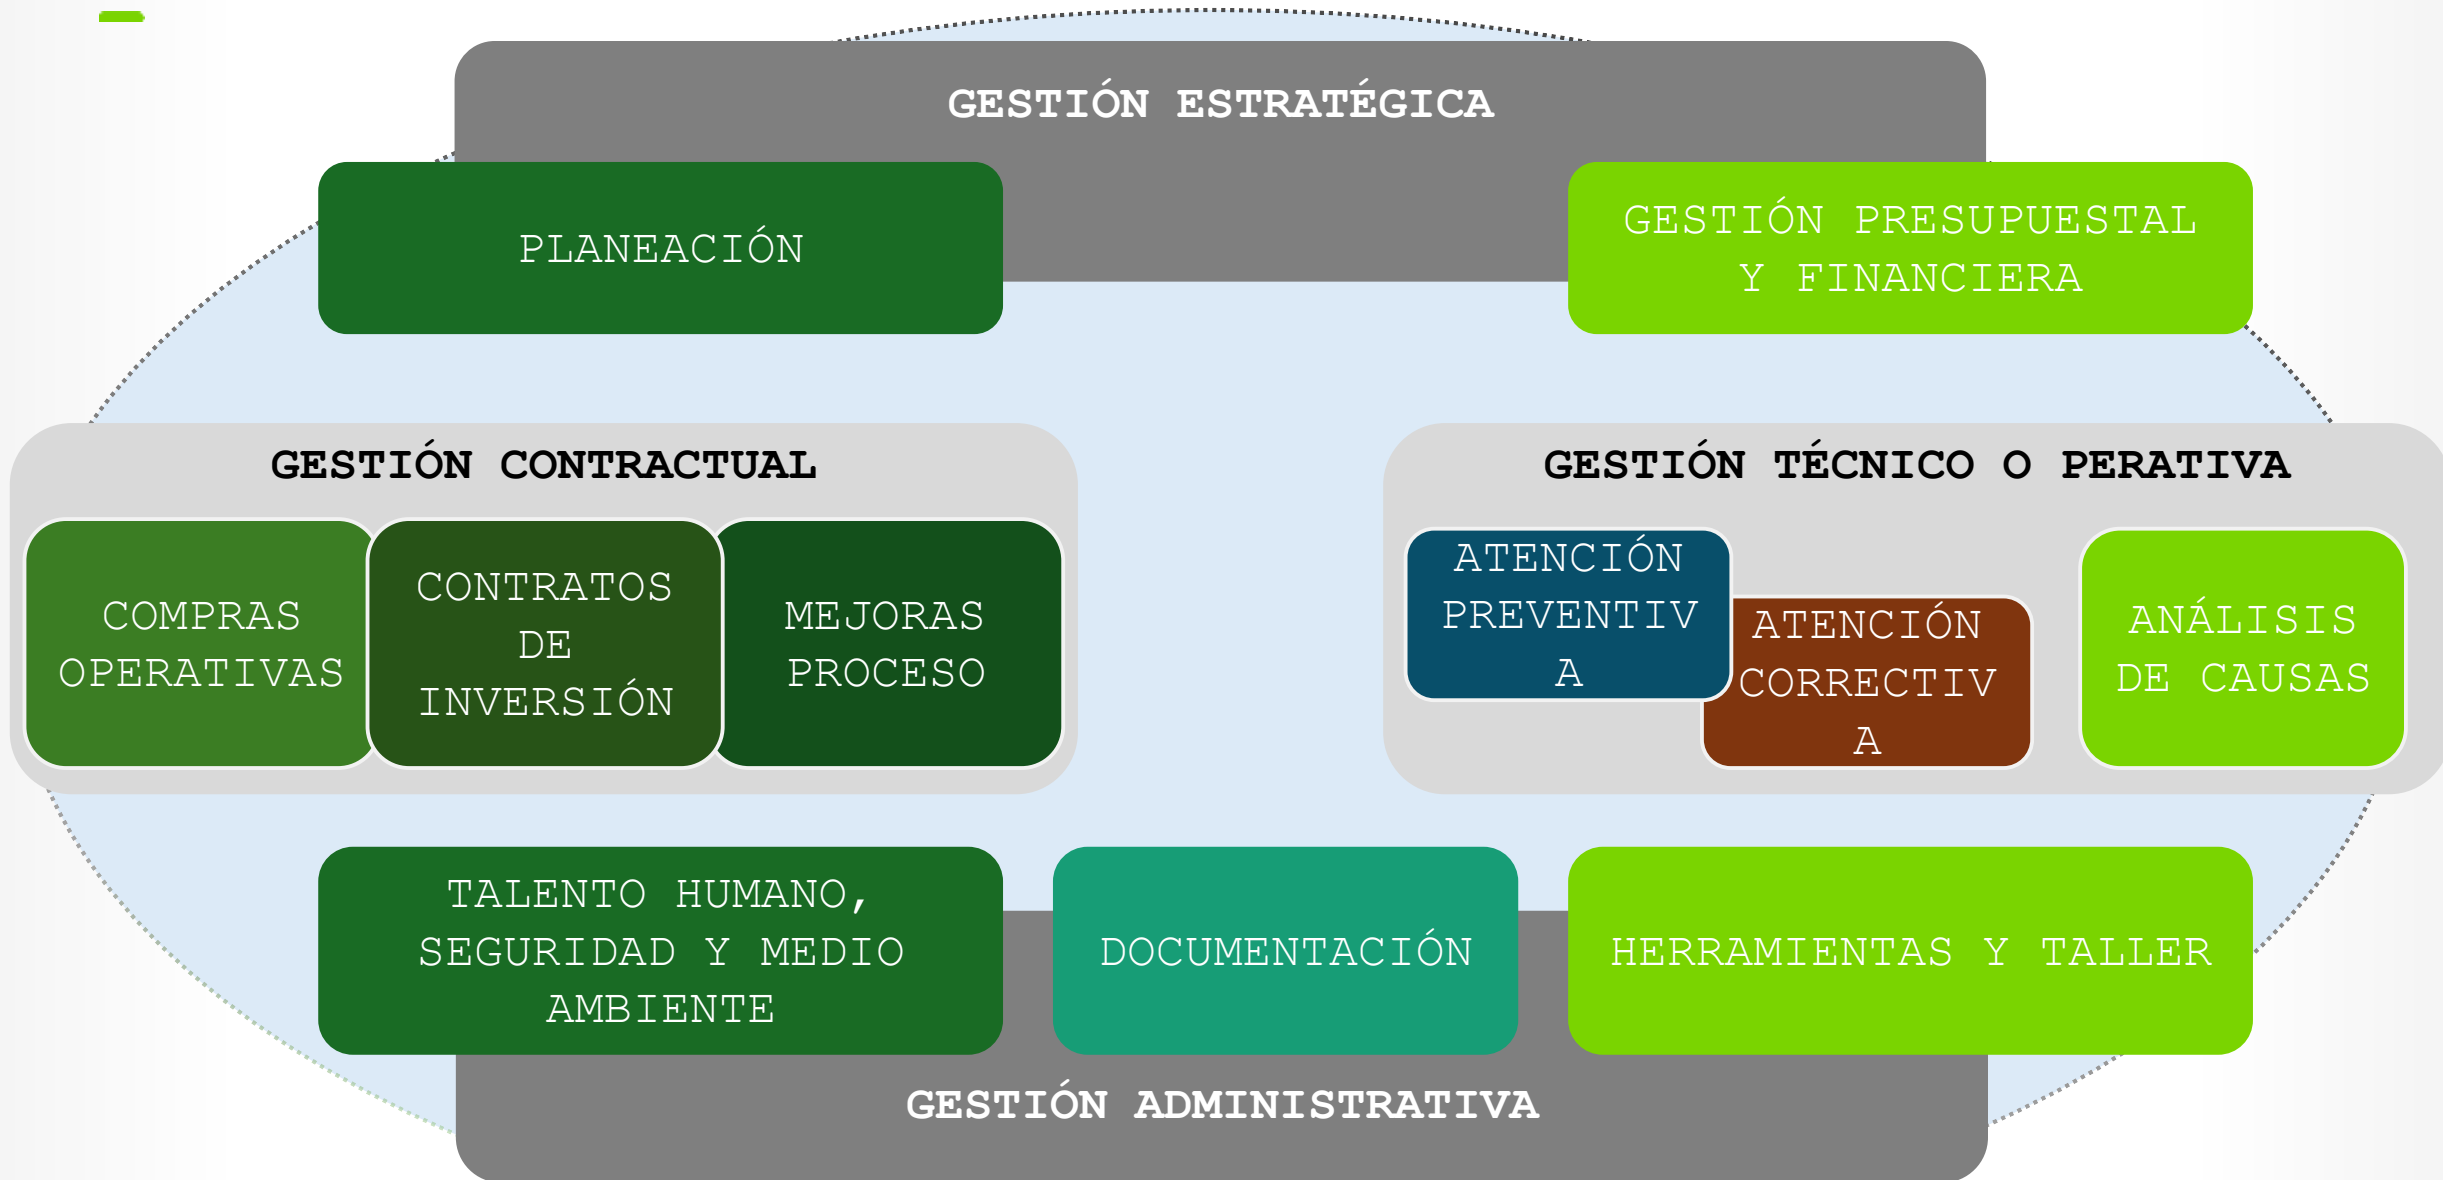 GESTIÓN ESTRATÉGICA
PLANEACIÓN
GESTIÓN PRESUPUESTAL
Y FINANCIERA
GESTIÓN CONTRACTUAL
COMPRAS
OPERATIVAS
CONTRATOS
DE
INVERSIÓN
MEJORAS
PROCESO
GESTIÓN TÉCNICO O PERATIVA
ATENCIÓN
PREVENTIV
A
ATENCIÓN
CORRECTIV
A
ANÁLISIS
DE CAUSAS
TALENTO HUMANO,
SEGURIDAD Y MEDIO
AMBIENTE
DOCUMENTACIÓN
HERRAMIENTAS Y TALLER
GESTIÓN ADMINISTRATIVA